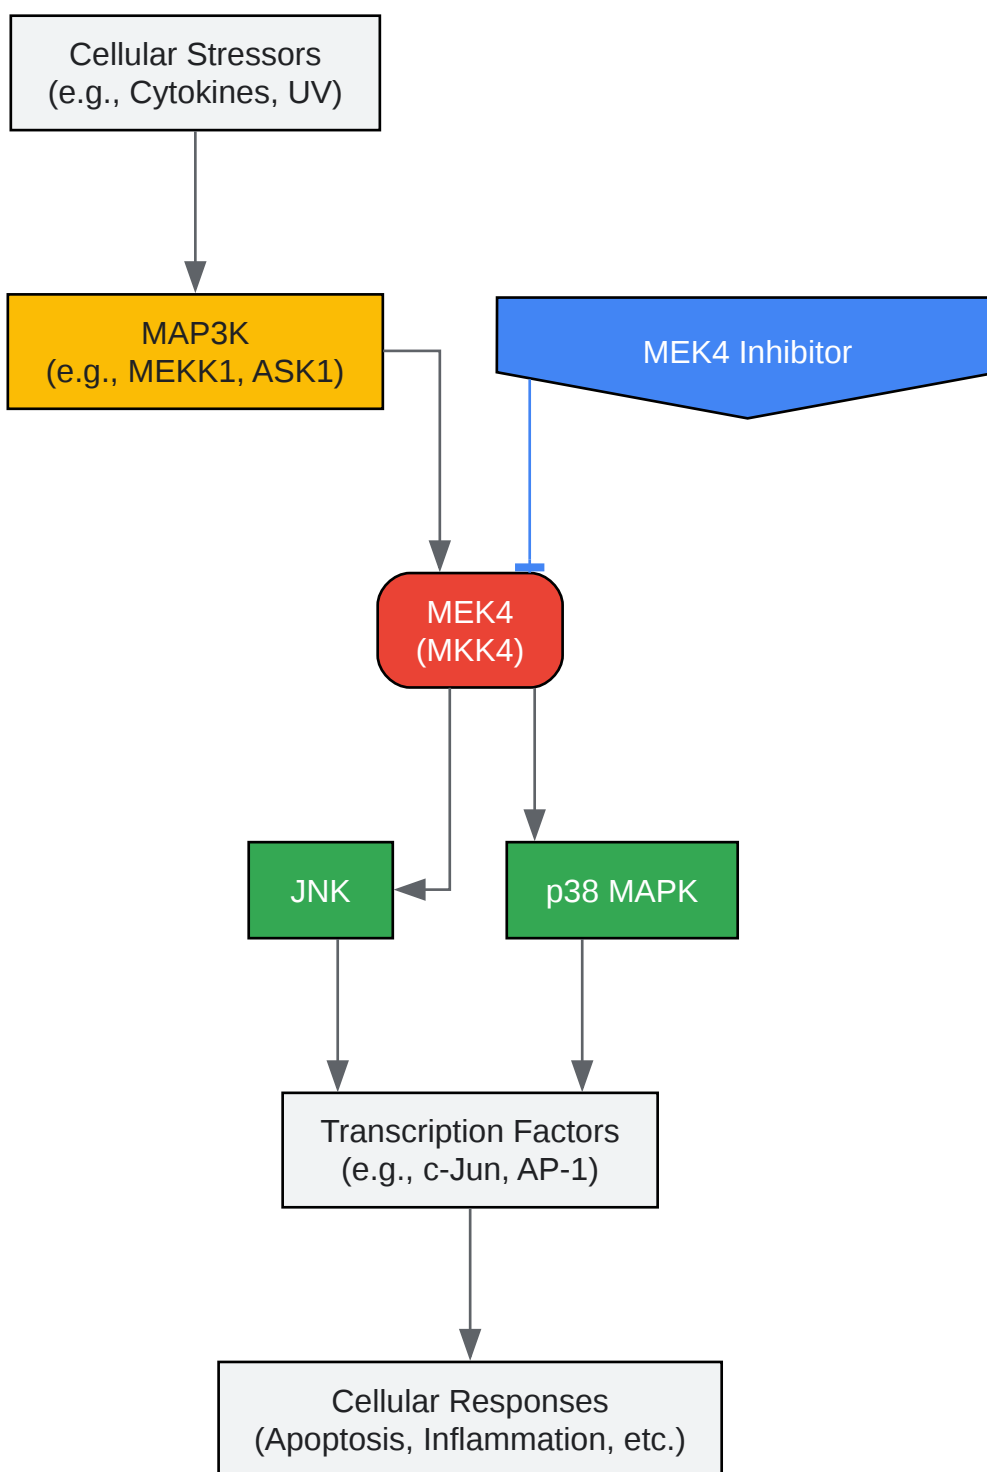 Cellular Stressors
(e.g., Cytokines, UV)
MAP3K
(e.g., MEKK1, ASK1)
MEK4 Inhibitor
MEK4
(MKK4)
JNK
p38 MAPK
Transcription Factors
(e.g., c-Jun, AP-1)
Cellular Responses
(Apoptosis, Inflammation, etc.)